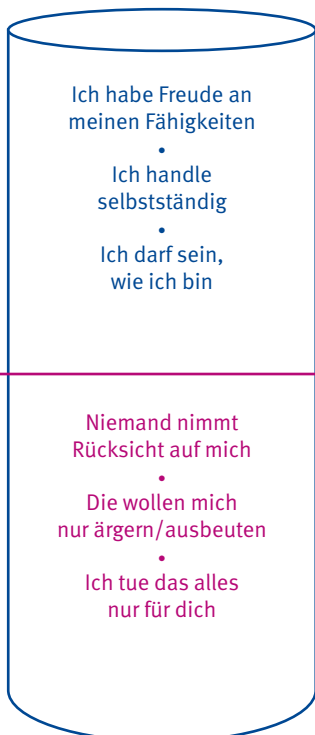 Ich habe Freude an
meinen Fähigkeiten
•
Ich handle
selbstständig
•
Ich darf sein,
wie ich bin
Niemand nimmt
Rücksicht auf mich
•
Die wollen mich
nur ärgern/ausbeuten
•
Ich tue das alles
nur für dich